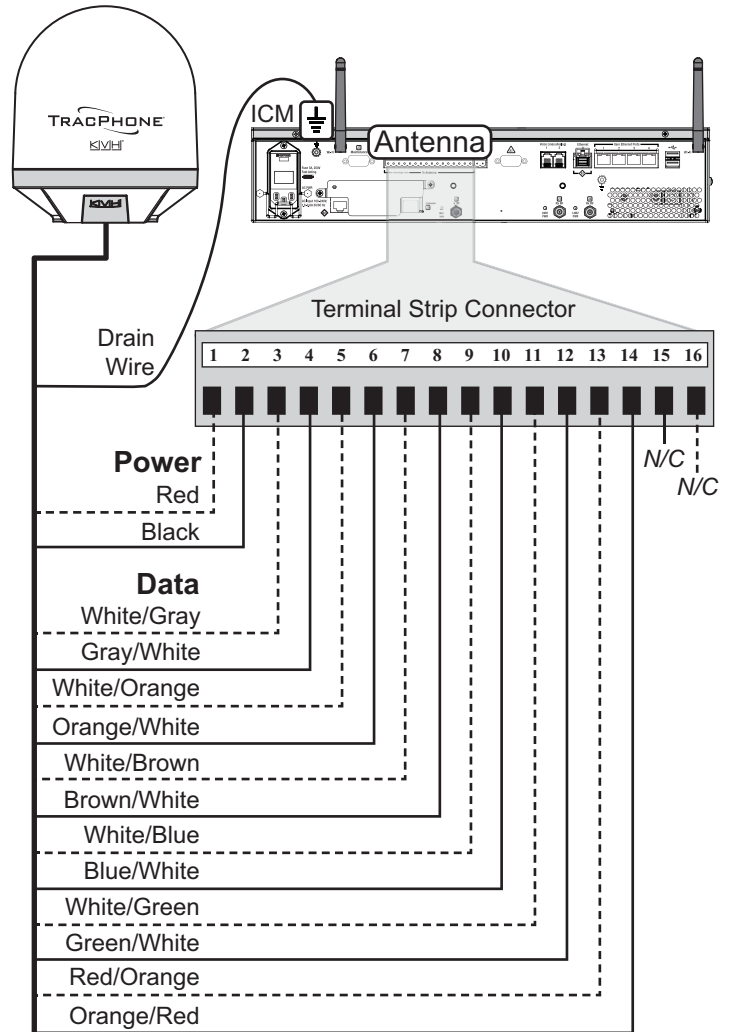 TRACPHONE
KVH
KVH
ICM
Antenna
Terminal Strip Connector
1 2 3 4 5 6 7 8 9 10 11 12 13 14 15 16
Drain
Wire
N/C
N/C
Power
Red
Black
Data
White/Gray
Gray/White
White/Orange
Orange/White
White/Brown
Brown/White
White/Blue
Blue/White
White/Green
Green/White
Red/Orange
Orange/Red